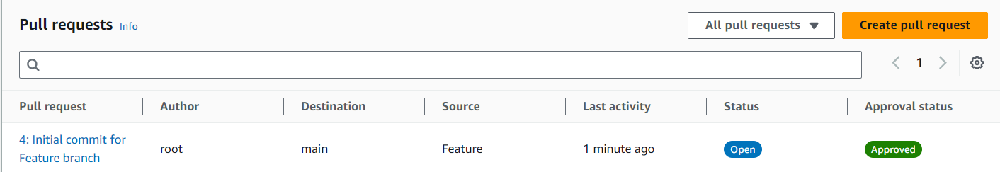 Pull requests Info
All pull requests
Create pull request
1
Pull request Author Destination Source Last activity Status Approval status
4: Initial commit for
Feature branch
root main Feature 1 minute ago Open Approved